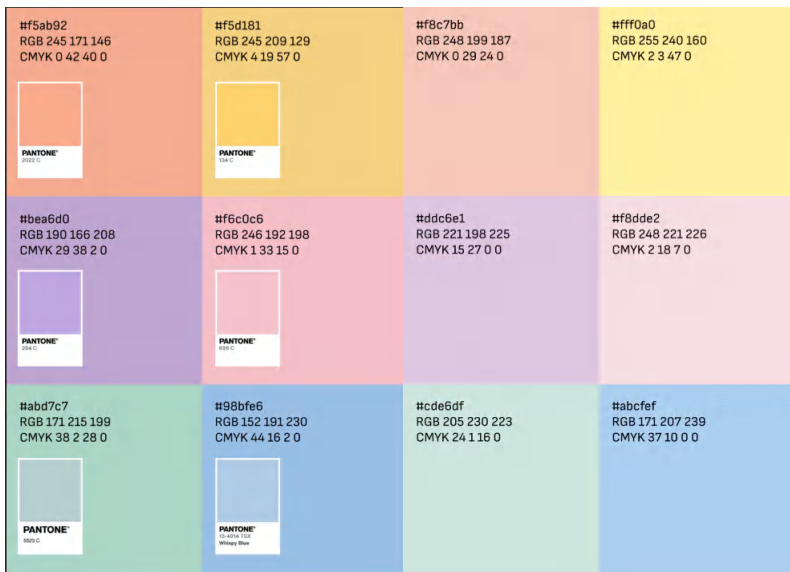 #f5ab92
RGB 245 171 146
CMYK 0 42 40 0
PANTONE®
2022 C
#f5d181
RGB 245 209 129
CMYK 4 19 57 0
PANTONE®
134 C
#f8c7bb
RGB 248 199 187
CMYK 0 29 24 0
#fff0a0
RGB 255 240 160
CMYK 2 3 47 0
#bea6d0
RGB 190 166 208
CMYK 29 38 2 0
PANTONE®
264 C
#f6c0c6
RGB 246 192 198
CMYK 1 33 15 0
PANTONE®
#ddc6e1
RGB 221 198 225
CMYK 15 27 0 0
#f8dde2
RGB 248 221 226
CMYK 2 18 7 0
#abd7c7
RGB 171 215 199
CMYK 38 2 28 0
PANTONE®
5523 C
#98bfe6
RGB 152 191 230
CMYK 44 16 2 0
PANTONE®
13-4014 TSX
Whispy Blue
#cde6df
RGB 205 230 223
CMYK 24 1 16 0
#abcfef
RGB 171 207 239
CMYK 37 10 0 0